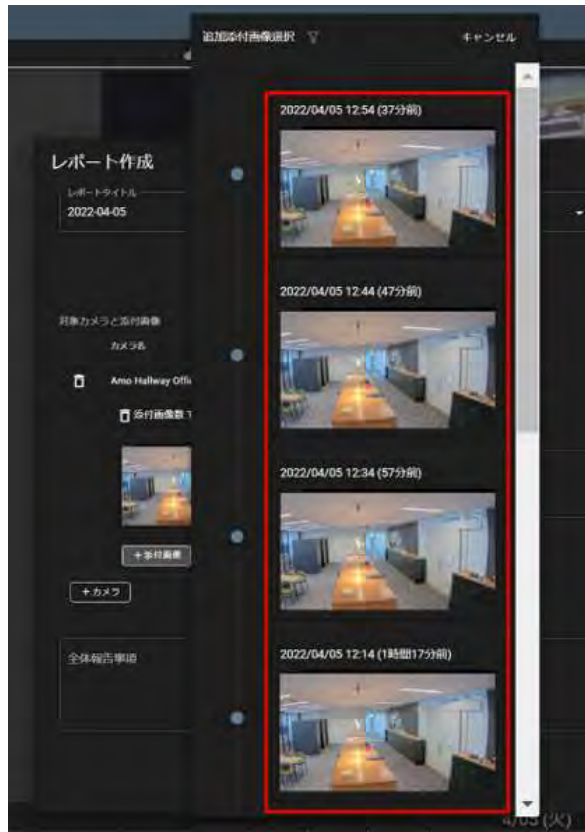 追加添付画像選択
キャンセル
2022/04/05 12:54 (37分前)
2022/04/05 12:44 (47分前)
2022/04/05 12:34 (57分前)
2022/04/05 12:14 (1時間17分前)
レポート作成
レポートタイトル
2022-04-05
対象カメラと添付画像
カメラ名
Amo Hallway Offi
添付画像数 1
+添付画像
+カメラ
全体報告事項
4/05 (火)